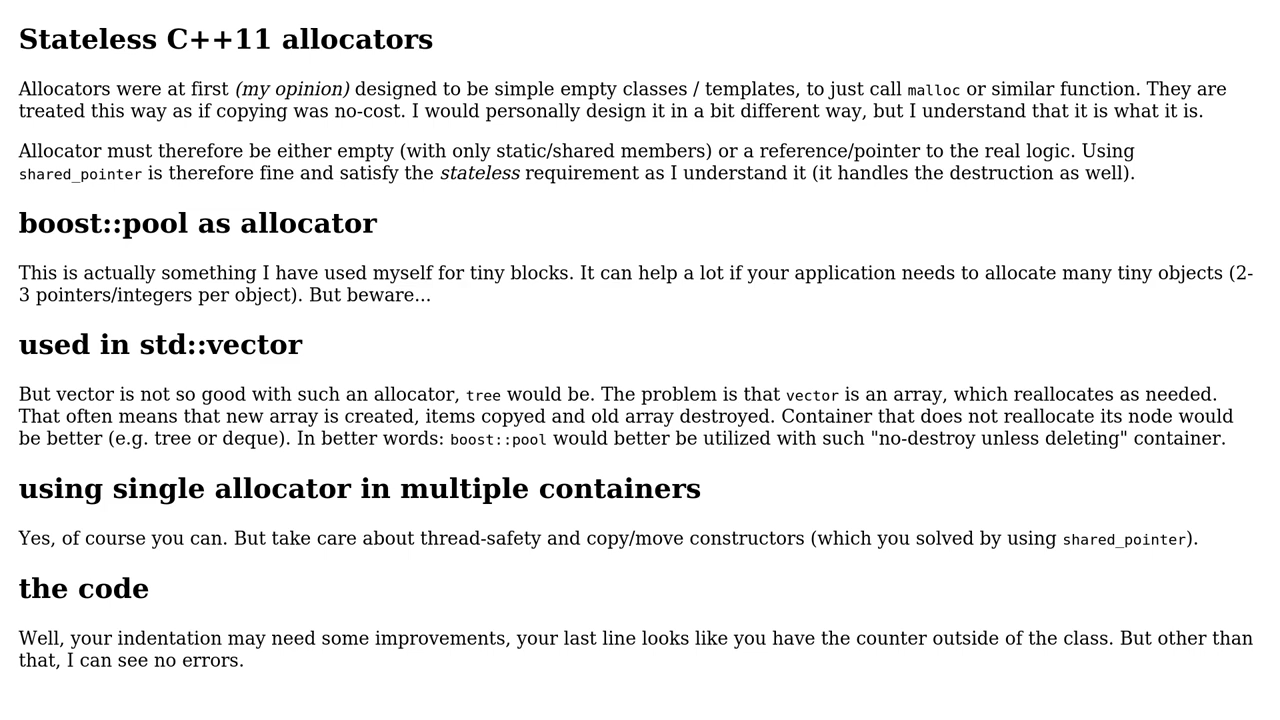 Stateless C++11 allocators
Allocators were at first (my opinion) designed to be simple empty classes / templates, to just call malloc or similar function. They are
treated this way as if copying was no-cost. I would personally design it in a bit different way, but I understand that it is what it is.
Allocator must therefore be either empty (with only static/shared members) or a reference/pointer to the real logic. Using
shared_pointer is therefore fine and satisfy the stateless requirement as I understand it (it handles the destruction as well).
boost::pool as allocator
This is actually something I have used myself for tiny blocks. It can help a lot if your application needs to allocate many tiny objects (2-
3 pointers/integers per object). But beware...
used in std::vector
But vector is not so good with such an allocator, tree would be. The problem is that vector is an array, which reallocates as needed.
That often means that new array is created, items copyed and old array destroyed. Container that does not reallocate its node would
be better (e.g. tree or deque). In better words: boost::pool would better be utilized with such "no-destroy unless deleting" container.
using single allocator in multiple containers
Yes, of course you can. But take care about thread-safety and copy/move constructors (which you solved by using shared_pointer).
the code
Well, your indentation may need some improvements, your last line looks like you have the counter outside of the class. But other than
that, I can see no errors.